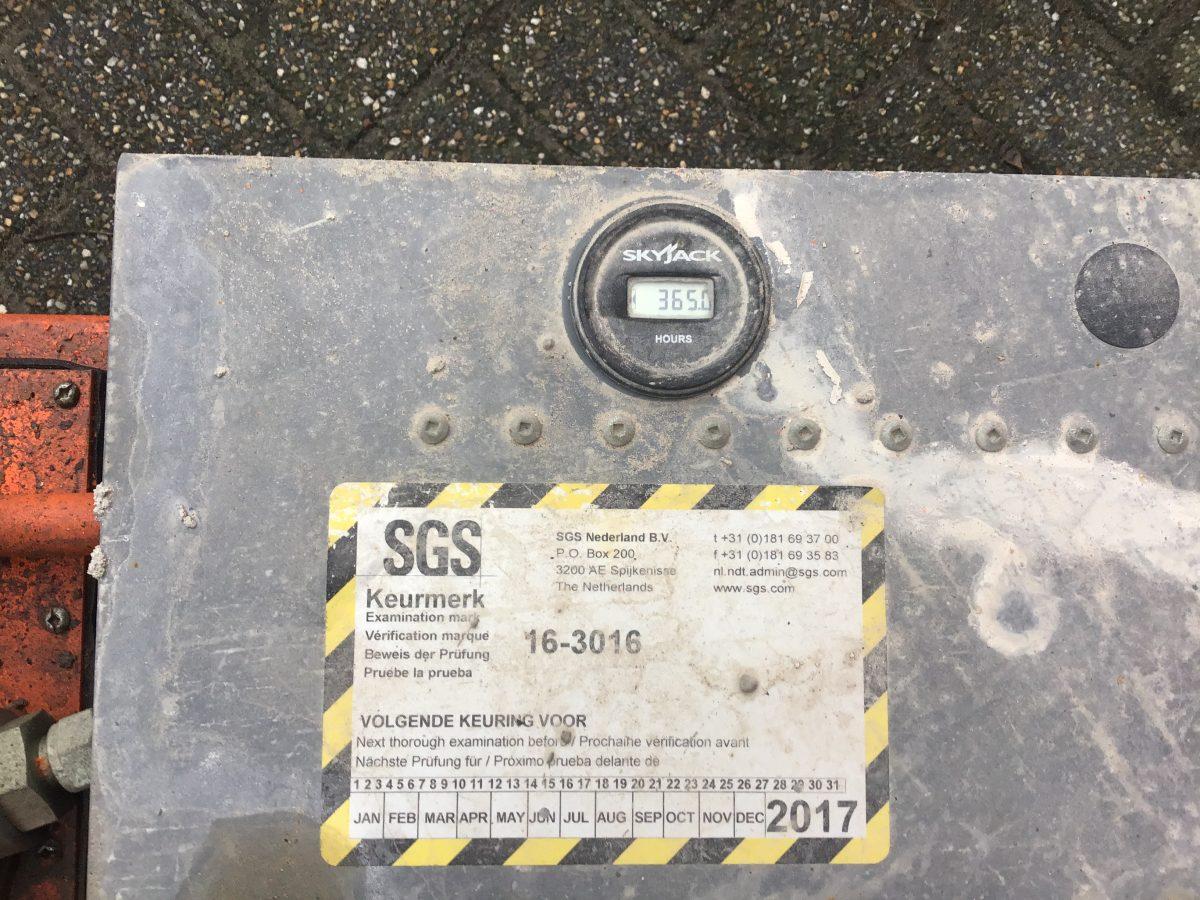 SKYJACK
365.0
HOURS
SGS
SGS Nederland B.V.
P.O. Box 200
3200 AE Spijkenisse
The Netherlands
t +31 (0)181 69 37 00
f +31 (0)181 69 35 83
nl.ndt.admin@sgs.com
www.sgs.com
Keurmerk
Examination mark
Vérification marque
Beweis der Prüfung
Pruebe la prueba
16-3016
VOLGENDE KEURING VOOR
Next thorough examination before / Prochaine vérification avant
Nächste Prüfung für / Próximo prueba delante de
1 2 3 4 5 6 7 8 9 10 11 12 13 14 15 16 17 18 19 20 21 22 23 24 25 26 27 28 29 30 31
JAN FEB MAR APR MAY JUN JUL AUG SEP OCT NOV DEC 2017